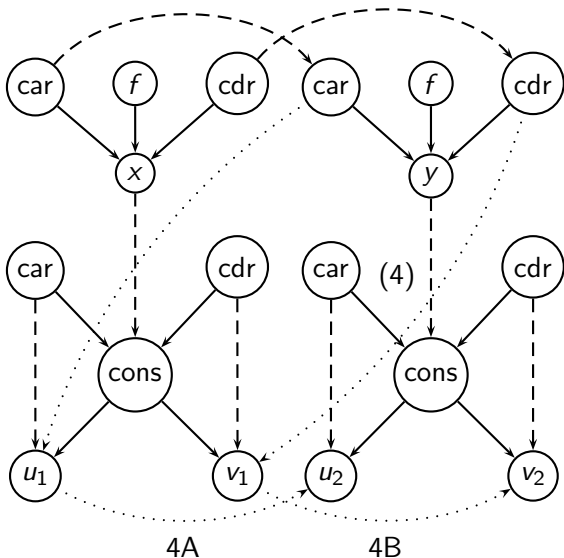 car f cdr car f cdr
x y
car cdr car (4) cdr
cons cons
u₁ v₁ u₂ v₂
4A 4B